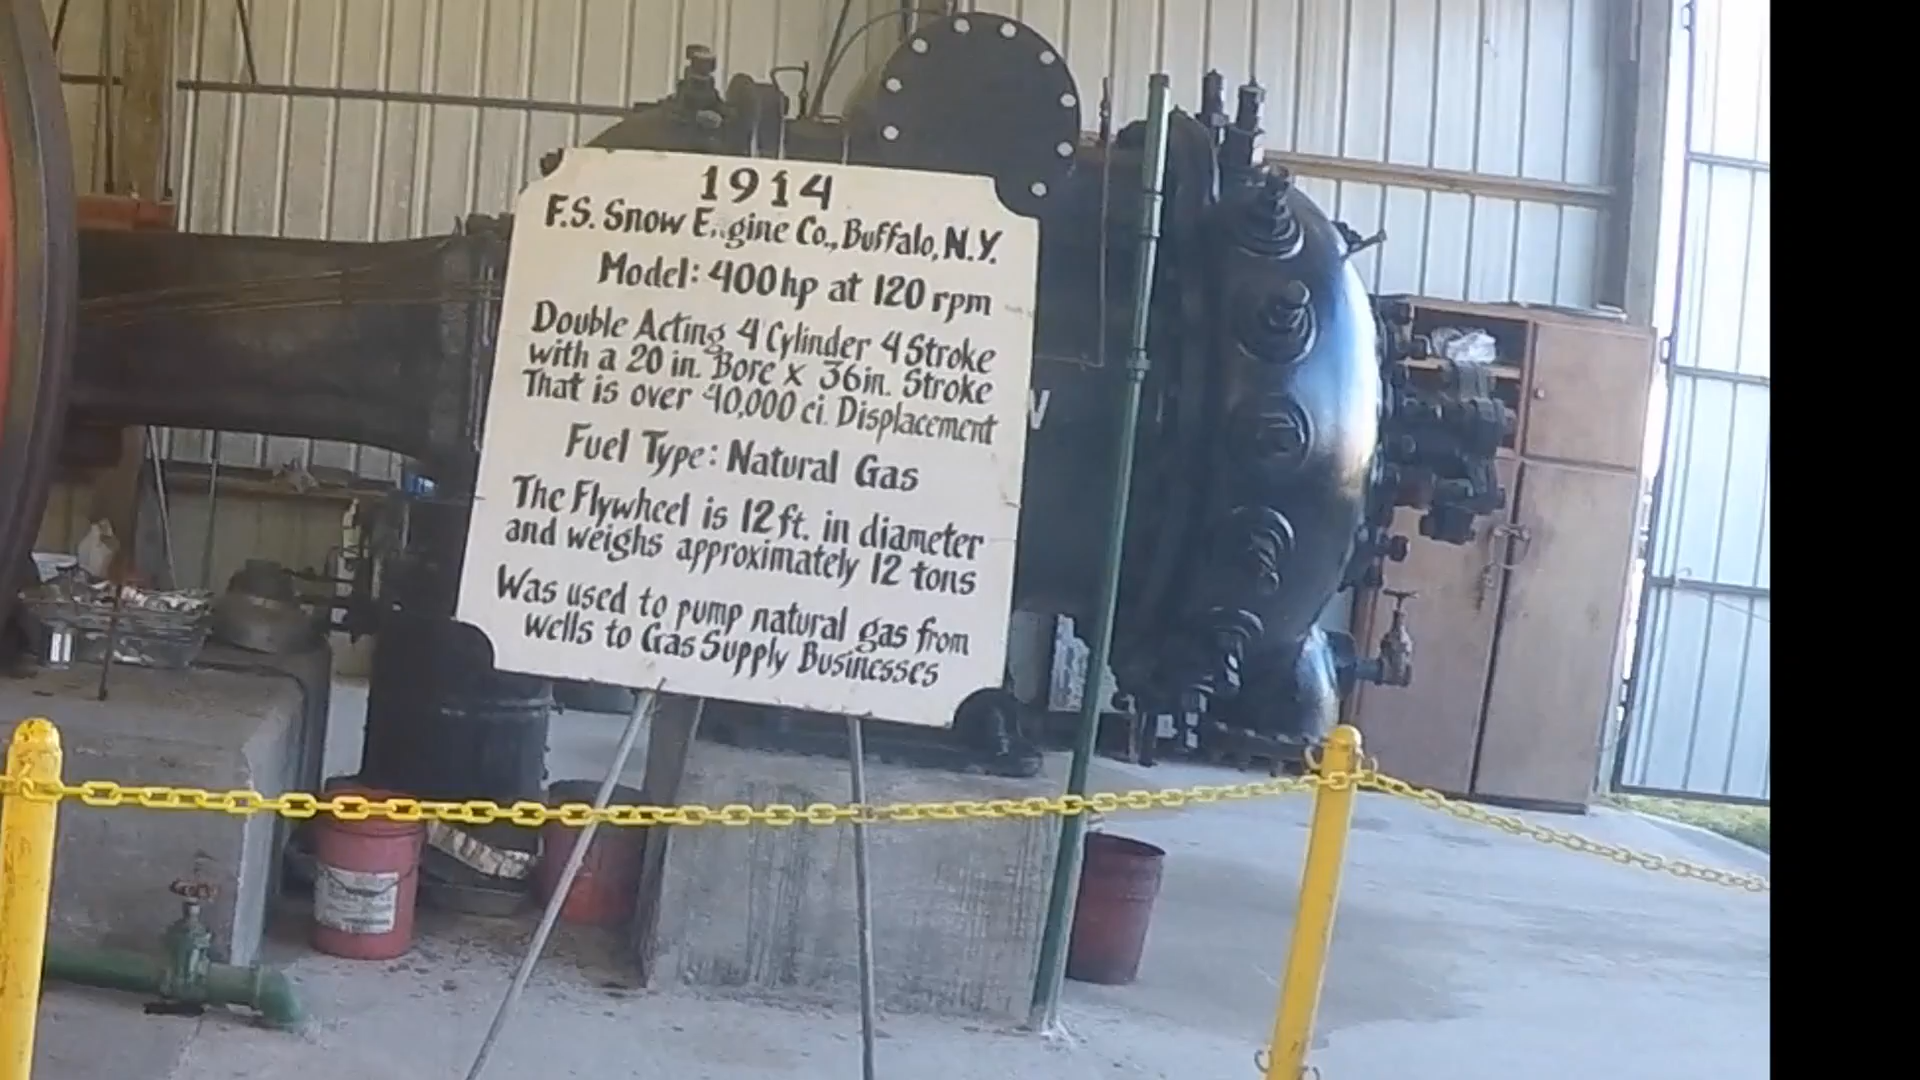 1914
F.S. Snow Engine Co., Buffalo, N.Y.
Model: 400 hp at 120 rpm
Double Acting 4 Cylinder 4 Stroke
with a 20 in. Bore x 36 in. Stroke
That is over 40,000 ci. Displacement
Fuel Type: Natural Gas
The Flywheel is 12 ft. in diameter
and weighs approximately 12 tons
Was used to pump natural gas from
wells to Gas Supply Businesses
W